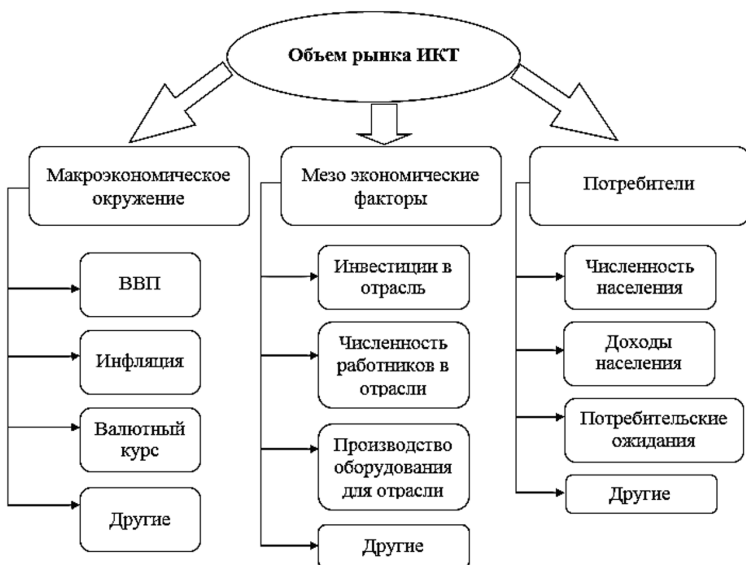 Объем рынка ИКТ
Макроэкономическое
окружение
ВВП
Инфляция
Валютный
курс
Другие
Мезо экономические
факторы
Инвестиции в
отрасль
Численность
работников в
отрасли
Производство
оборудования
для отрасли
Другие
Потребители
Численность
населения
Доходы
населения
Потребительские
ожидания
Другие